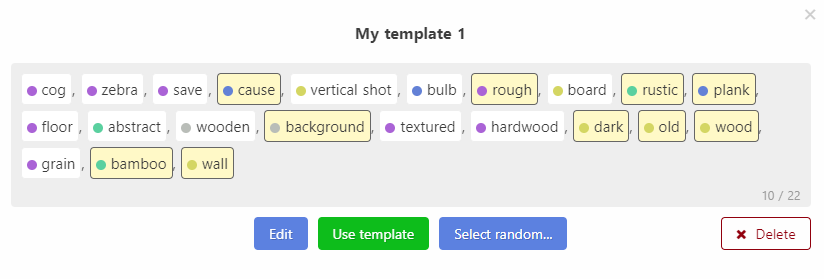 ×
My template 1
cog, zebra, save, cause, vertical shot, bulb, rough, board, rustic, plank,
floor, abstract, wooden, background, textured, hardwood, dark, old, wood,
grain, bamboo, wall
10 / 22
Edit Use template Select random... × Delete